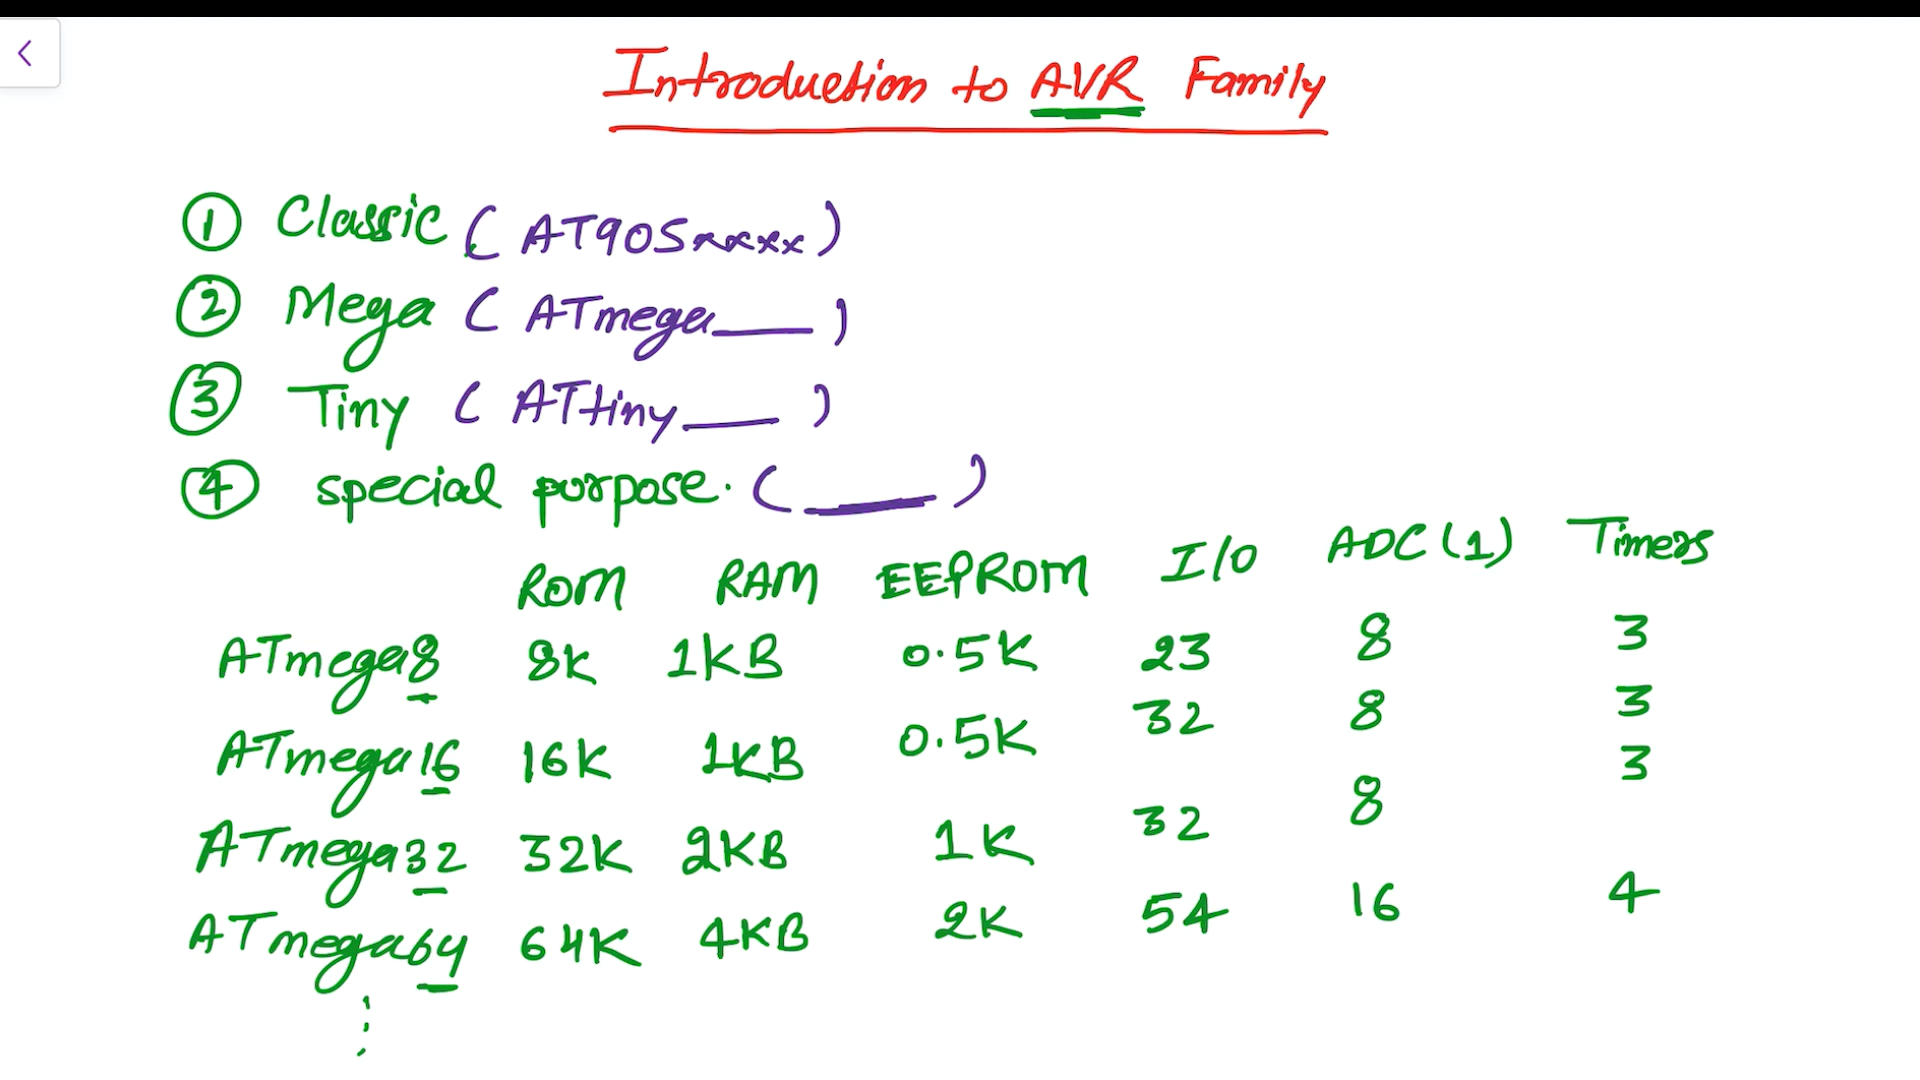 Introduction to AVR Family
① Classic (AT90Sxxxx)
② Mega (ATmega___)
③ Tiny (ATtiny___)
④ special purpose. (___)
ROM RAM EEPROM I/O ADC(1) Timers
ATmega8 8K 1KB 0.5K 23 8 3
ATmega16 16K 1KB 0.5K 32 8 3
ATmega32 32K 2KB 1K 32 8 3
ATmega64 64K 4KB 2K 54 16 4